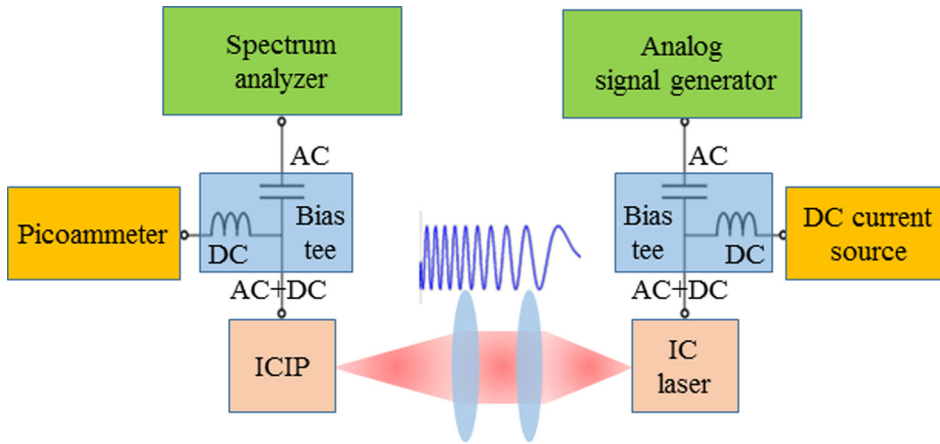 Spectrum
analyzer
Analog
signal generator
AC
AC
Picoammeter
DC
Bias
tee
Bias
tee
DC
DC current
source
AC+DC
AC+DC
ICIP
IC
laser